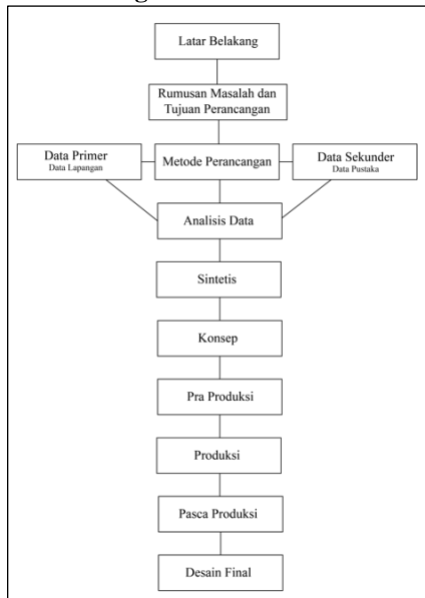 Latar Belakang
Rumusan Masalah dan
Tujuan Perancangan
Data Primer
Data Lapangan
Metode Perancangan
Data Sekunder
Data Pustaka
Analisis Data
Sintetis
Konsep
Pra Produksi
Produksi
Pasca Produksi
Desain Final